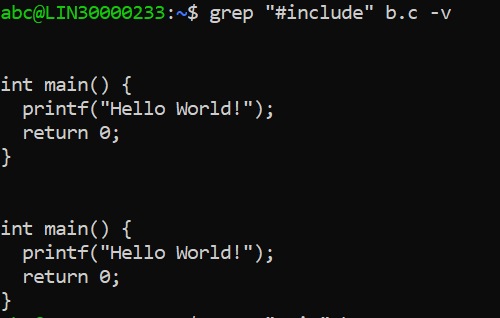 abc@LIN30000233:~$ grep "#include" b.c -v
int main() {
  printf("Hello World!");
  return 0;
}
int main() {
  printf("Hello World!");
  return 0;
}